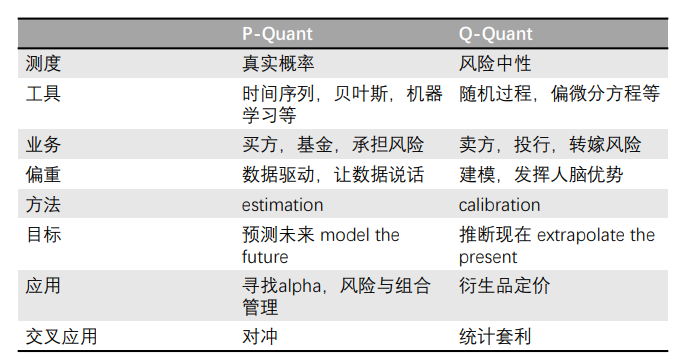 P-Quant Q-Quant
测度 真实概率 风险中性
工具 时间序列，贝叶斯，机器学习等 随机过程，偏微分方程等
业务 买方，基金，承担风险 卖方，投行，转嫁风险
偏重 数据驱动，让数据说话 建模，发挥人脑优势
方法 estimation calibration
目标 预测未来 model the future 推断现在 extrapolate the present
应用 寻找alpha，风险与组合管理 衍生品定价
交叉应用 对冲 统计套利